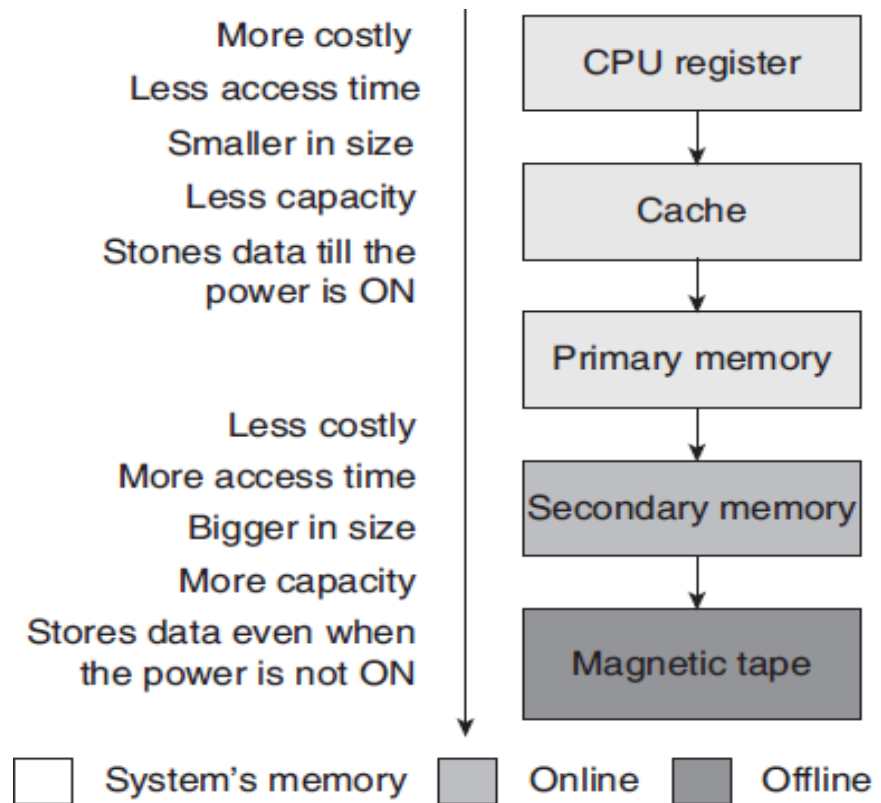 More costly
Less access time
Smaller in size
Less capacity
Stones data till the
power is ON
Less costly
More access time
Bigger in size
More capacity
Stores data even when
the power is not ON
CPU register
Cache
Primary memory
Secondary memory
Magnetic tape
System's memory
Online
Offline